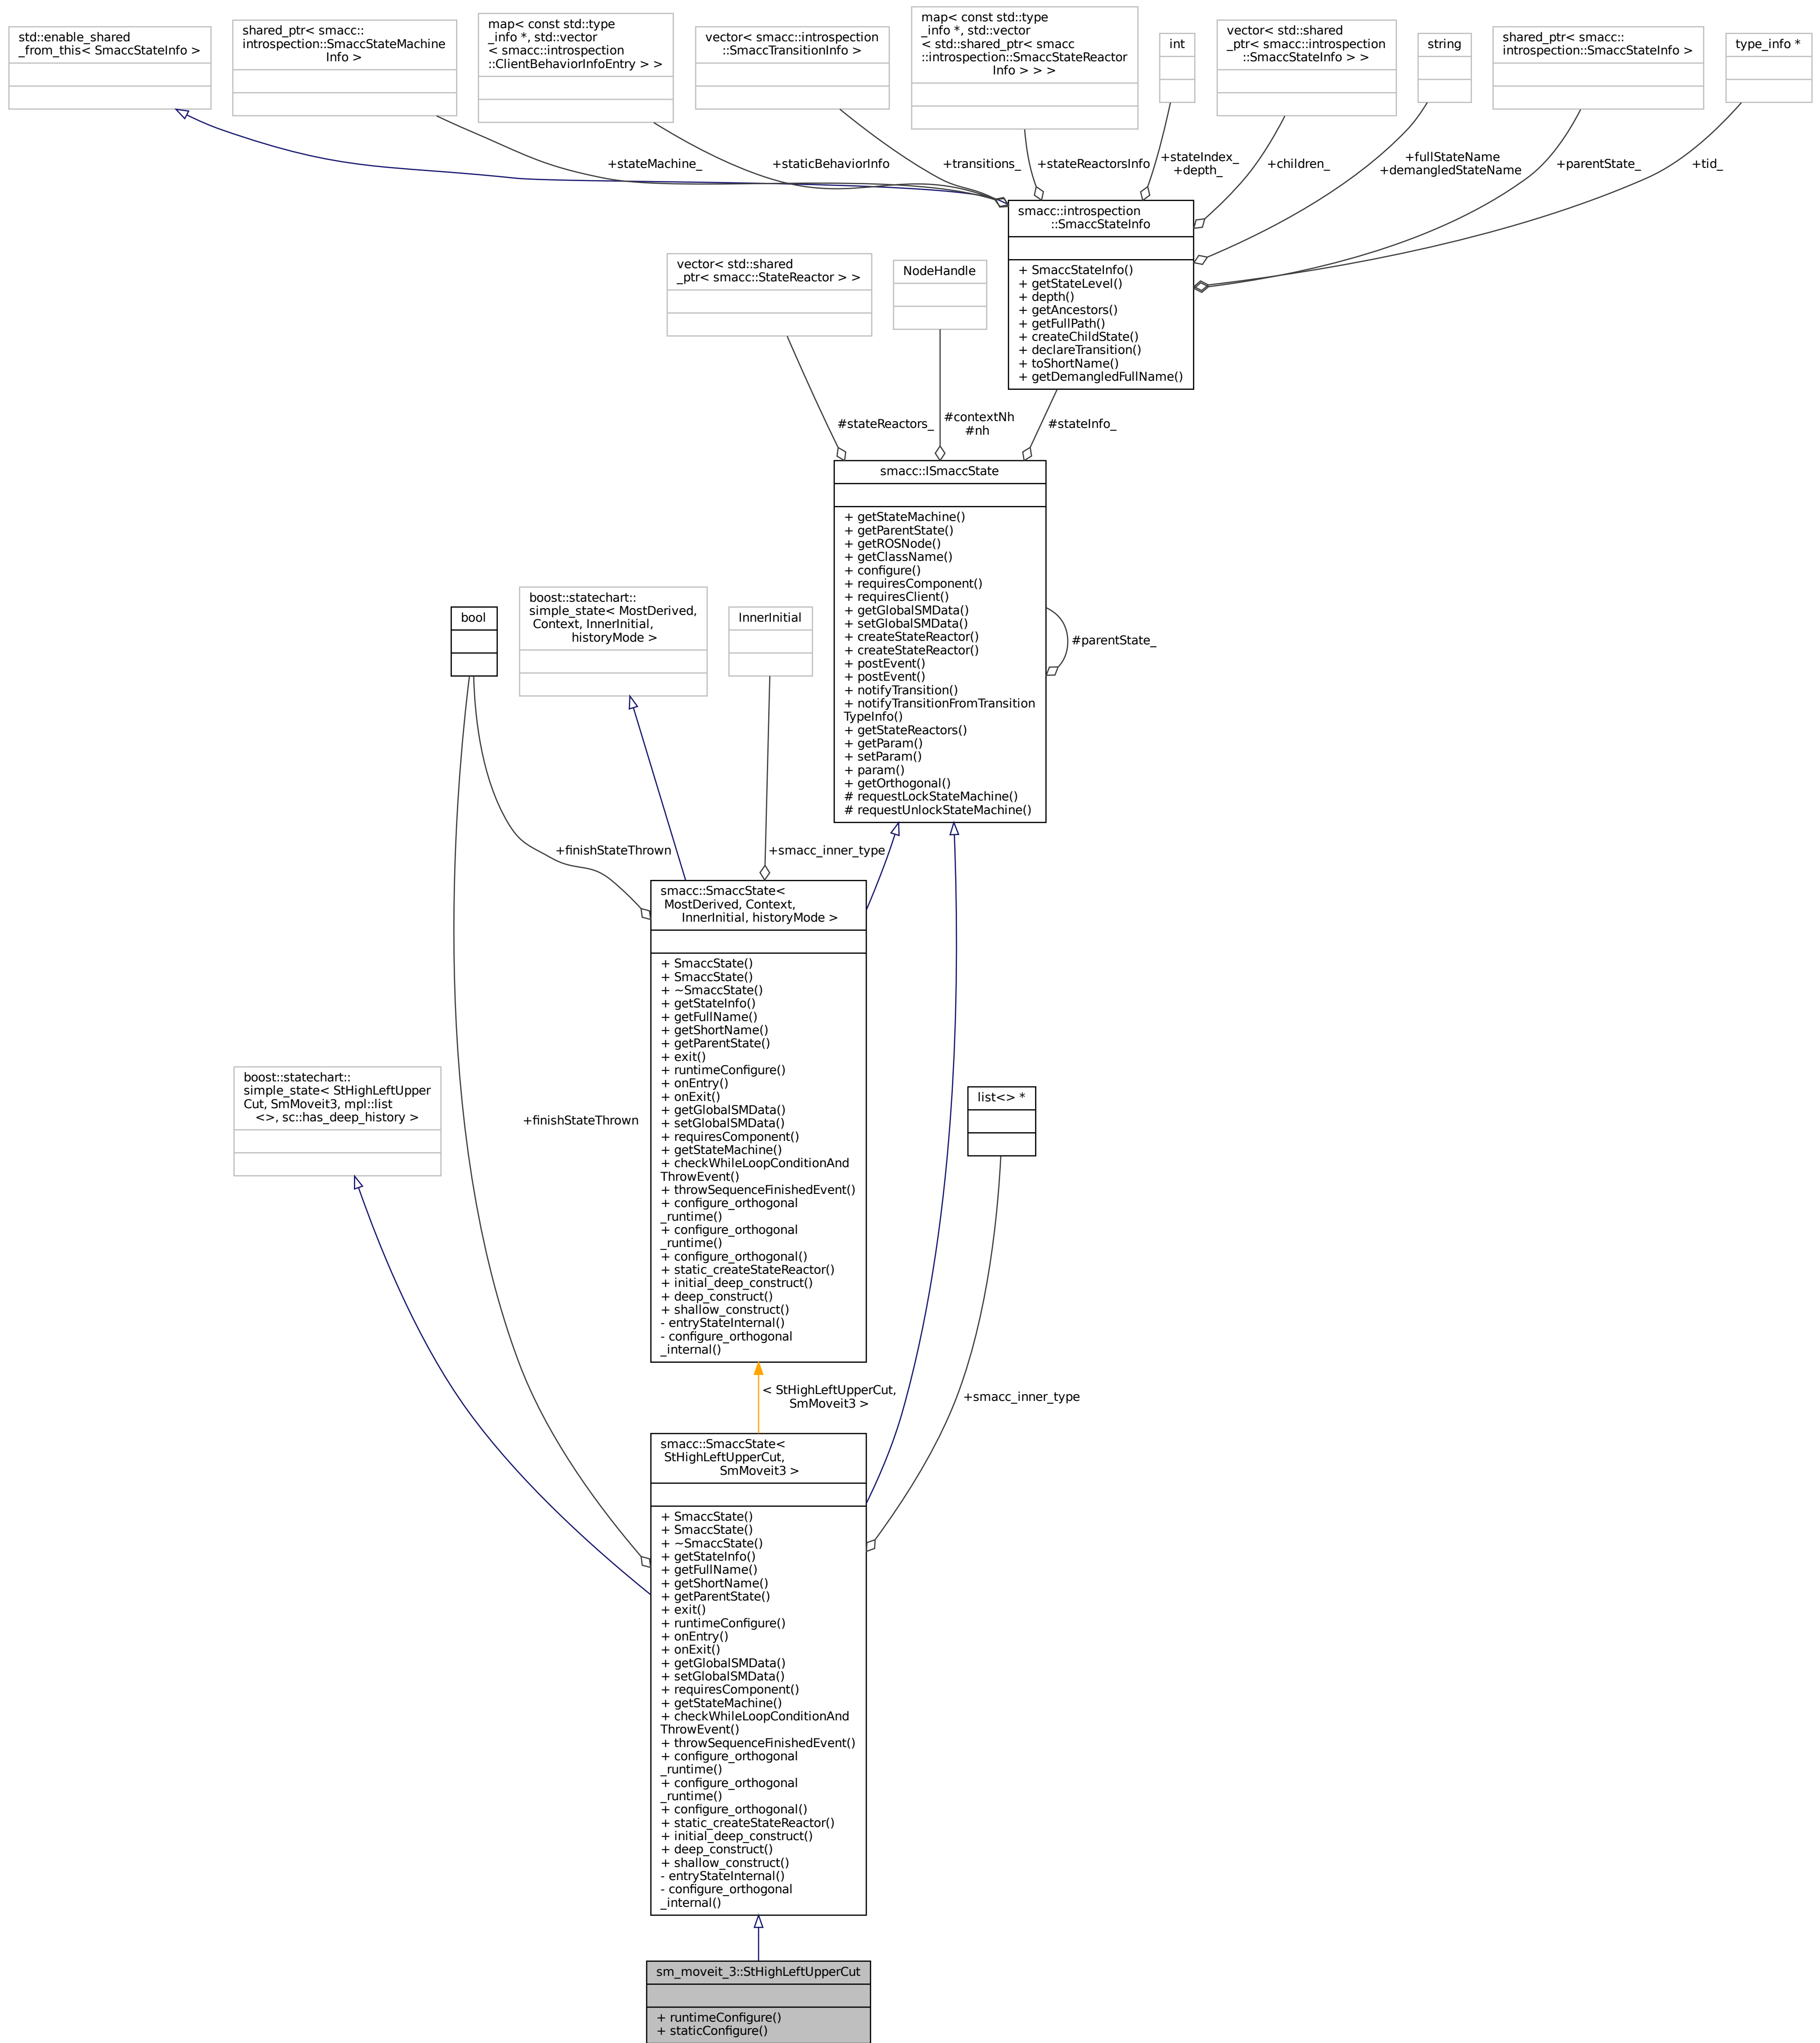 std::enable_shared
_from_this< SmaccStateInfo >
shared_ptr< smacc::
introspection::SmaccStateMachine
Info >
map< const std::type
_info *, std::vector
< smacc::introspection
::ClientBehaviorInfoEntry > >
vector< smacc::introspection
::SmaccTransitionInfo >
map< const std::type
_info *, std::vector
< std::shared_ptr< smacc
::introspection::SmaccStateReactor
Info > > >
int
vector< std::shared
_ptr< smacc::introspection
::SmaccStateInfo > >
string
shared_ptr< smacc::
introspection::SmaccStateInfo >
type_info *
+stateMachine_
+staticBehaviorInfo
+transitions_
+stateReactorsInfo
+stateIndex_
+depth_
+children_
+fullStateName
+demangledStateName
+parentState_
+tid_
smacc::introspection
::SmaccStateInfo
+ SmaccStateInfo()
+ getStateLevel()
+ depth()
+ getAncestors()
+ getFullPath()
+ createChildState()
+ declareTransition()
+ toShortName()
+ getDemangledFullName()
vector< std::shared
_ptr< smacc::StateReactor > >
NodeHandle
#stateReactors_
#contextNh
#nh
#stateInfo_
smacc::ISmaccState
+ getStateMachine()
+ getParentState()
+ getROSNode()
+ getClassName()
+ configure()
+ requiresComponent()
+ requiresClient()
+ getGlobalSMData()
+ setGlobalSMData()
+ createStateReactor()
+ createStateReactor()
+ postEvent()
+ postEvent()
+ notifyTransition()
+ notifyTransitionFromTransition
TypeInfo()
+ getStateReactors()
+ getParam()
+ setParam()
+ param()
+ getOrthogonal()
# requestLockStateMachine()
# requestUnlockStateMachine()
#parentState_
bool
boost::statechart::
simple_state< MostDerived,
Context, InnerInitial,
historyMode >
InnerInitial
+finishStateThrown
+smacc_inner_type
smacc::SmaccState<
MostDerived, Context,
InnerInitial, historyMode >
+ SmaccState()
+ SmaccState()
+ ~SmaccState()
+ getStateInfo()
+ getFullName()
+ getShortName()
+ getParentState()
+ exit()
+ runtimeConfigure()
+ onEntry()
+ onExit()
+ getGlobalSMData()
+ setGlobalSMData()
+ requiresComponent()
+ getStateMachine()
+ checkWhileLoopConditionAnd
ThrowEvent()
+ throwSequenceFinishedEvent()
+ configure_orthogonal
_runtime()
+ configure_orthogonal
_runtime()
+ configure_orthogonal()
+ static_createStateReactor()
+ initial_deep_construct()
+ deep_construct()
+ shallow_construct()
- entryStateInternal()
- configure_orthogonal
_internal()
boost::statechart::
simple_state< StHighLeftUpper
Cut, SmMoveit3, mpl::list
<>, sc::has_deep_history >
+finishStateThrown
list<> *
< StHighLeftUpperCut,
SmMoveit3 >
+smacc_inner_type
smacc::SmaccState<
StHighLeftUpperCut,
SmMoveit3 >
+ SmaccState()
+ SmaccState()
+ ~SmaccState()
+ getStateInfo()
+ getFullName()
+ getShortName()
+ getParentState()
+ exit()
+ runtimeConfigure()
+ onEntry()
+ onExit()
+ getGlobalSMData()
+ setGlobalSMData()
+ requiresComponent()
+ getStateMachine()
+ checkWhileLoopConditionAnd
ThrowEvent()
+ throwSequenceFinishedEvent()
+ configure_orthogonal
_runtime()
+ configure_orthogonal
_runtime()
+ configure_orthogonal()
+ static_createStateReactor()
+ initial_deep_construct()
+ deep_construct()
+ shallow_construct()
- entryStateInternal()
- configure_orthogonal
_internal()
sm_moveit_3::StHighLeftUpperCut
+ runtimeConfigure()
+ staticConfigure()